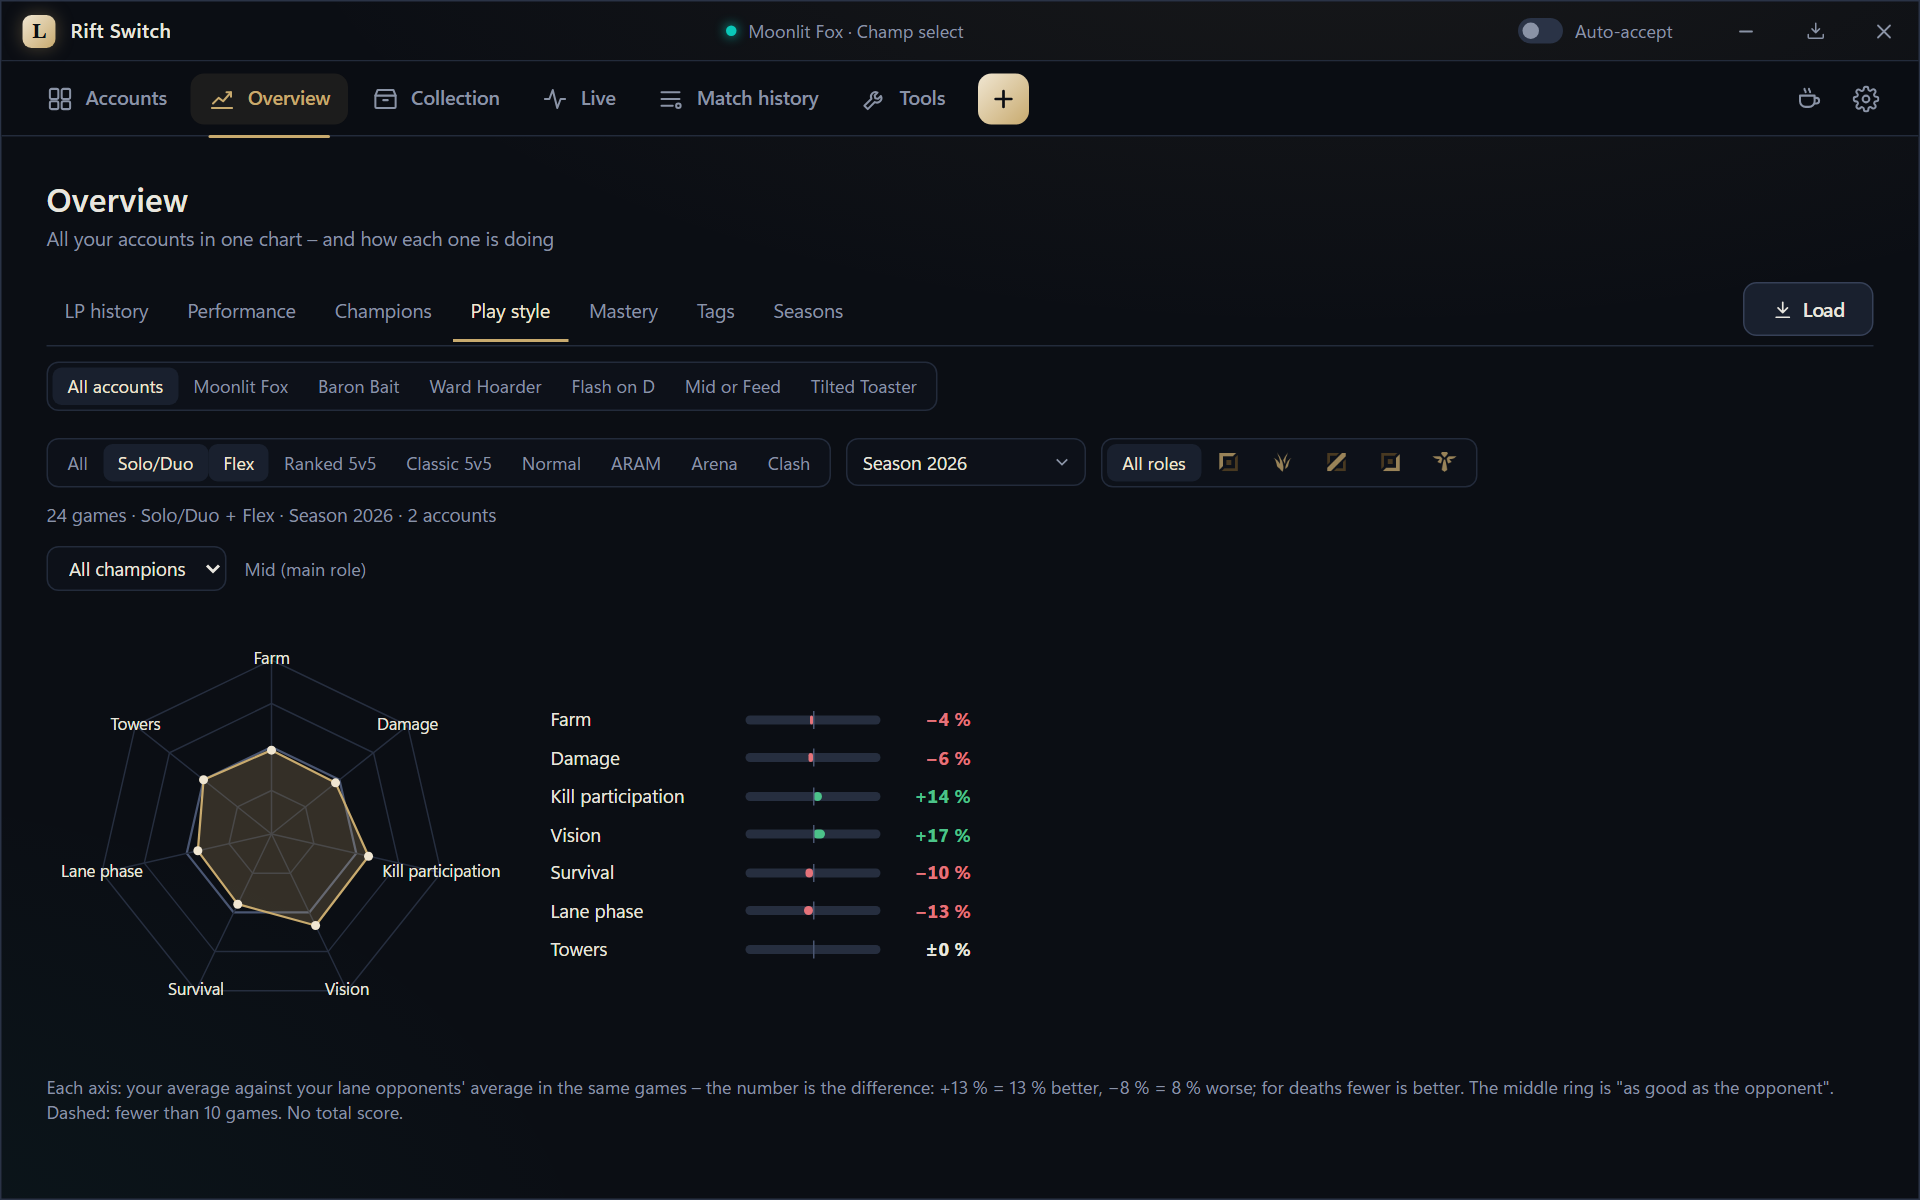 L Rift Switch
Moonlit Fox · Champ select
Auto-accept
Accounts
Overview
Collection
Live
Match history
Tools
Overview
All your accounts in one chart – and how each one is doing
LP history
Performance
Champions
Play style
Mastery
Tags
Seasons
Load
All accounts
Moonlit Fox
Baron Bait
Ward Hoarder
Flash on D
Mid or Feed
Tilted Toaster
All
Solo/Duo
Flex
Ranked 5v5
Classic 5v5
Normal
ARAM
Arena
Clash
Season 2026
All roles
24 games · Solo/Duo + Flex · Season 2026 · 2 accounts
All champions
Mid (main role)
Farm
Towers
Damage
Lane phase
Kill participation
Survival
Vision
Farm −4 %
Damage −6 %
Kill participation +14 %
Vision +17 %
Survival −10 %
Lane phase −13 %
Towers ±0 %
Each axis: your average against your lane opponents' average in the same games – the number is the difference: +13 % = 13 % better, −8 % = 8 % worse; for deaths fewer is better. The middle ring is "as good as the opponent".
Dashed: fewer than 10 games. No total score.